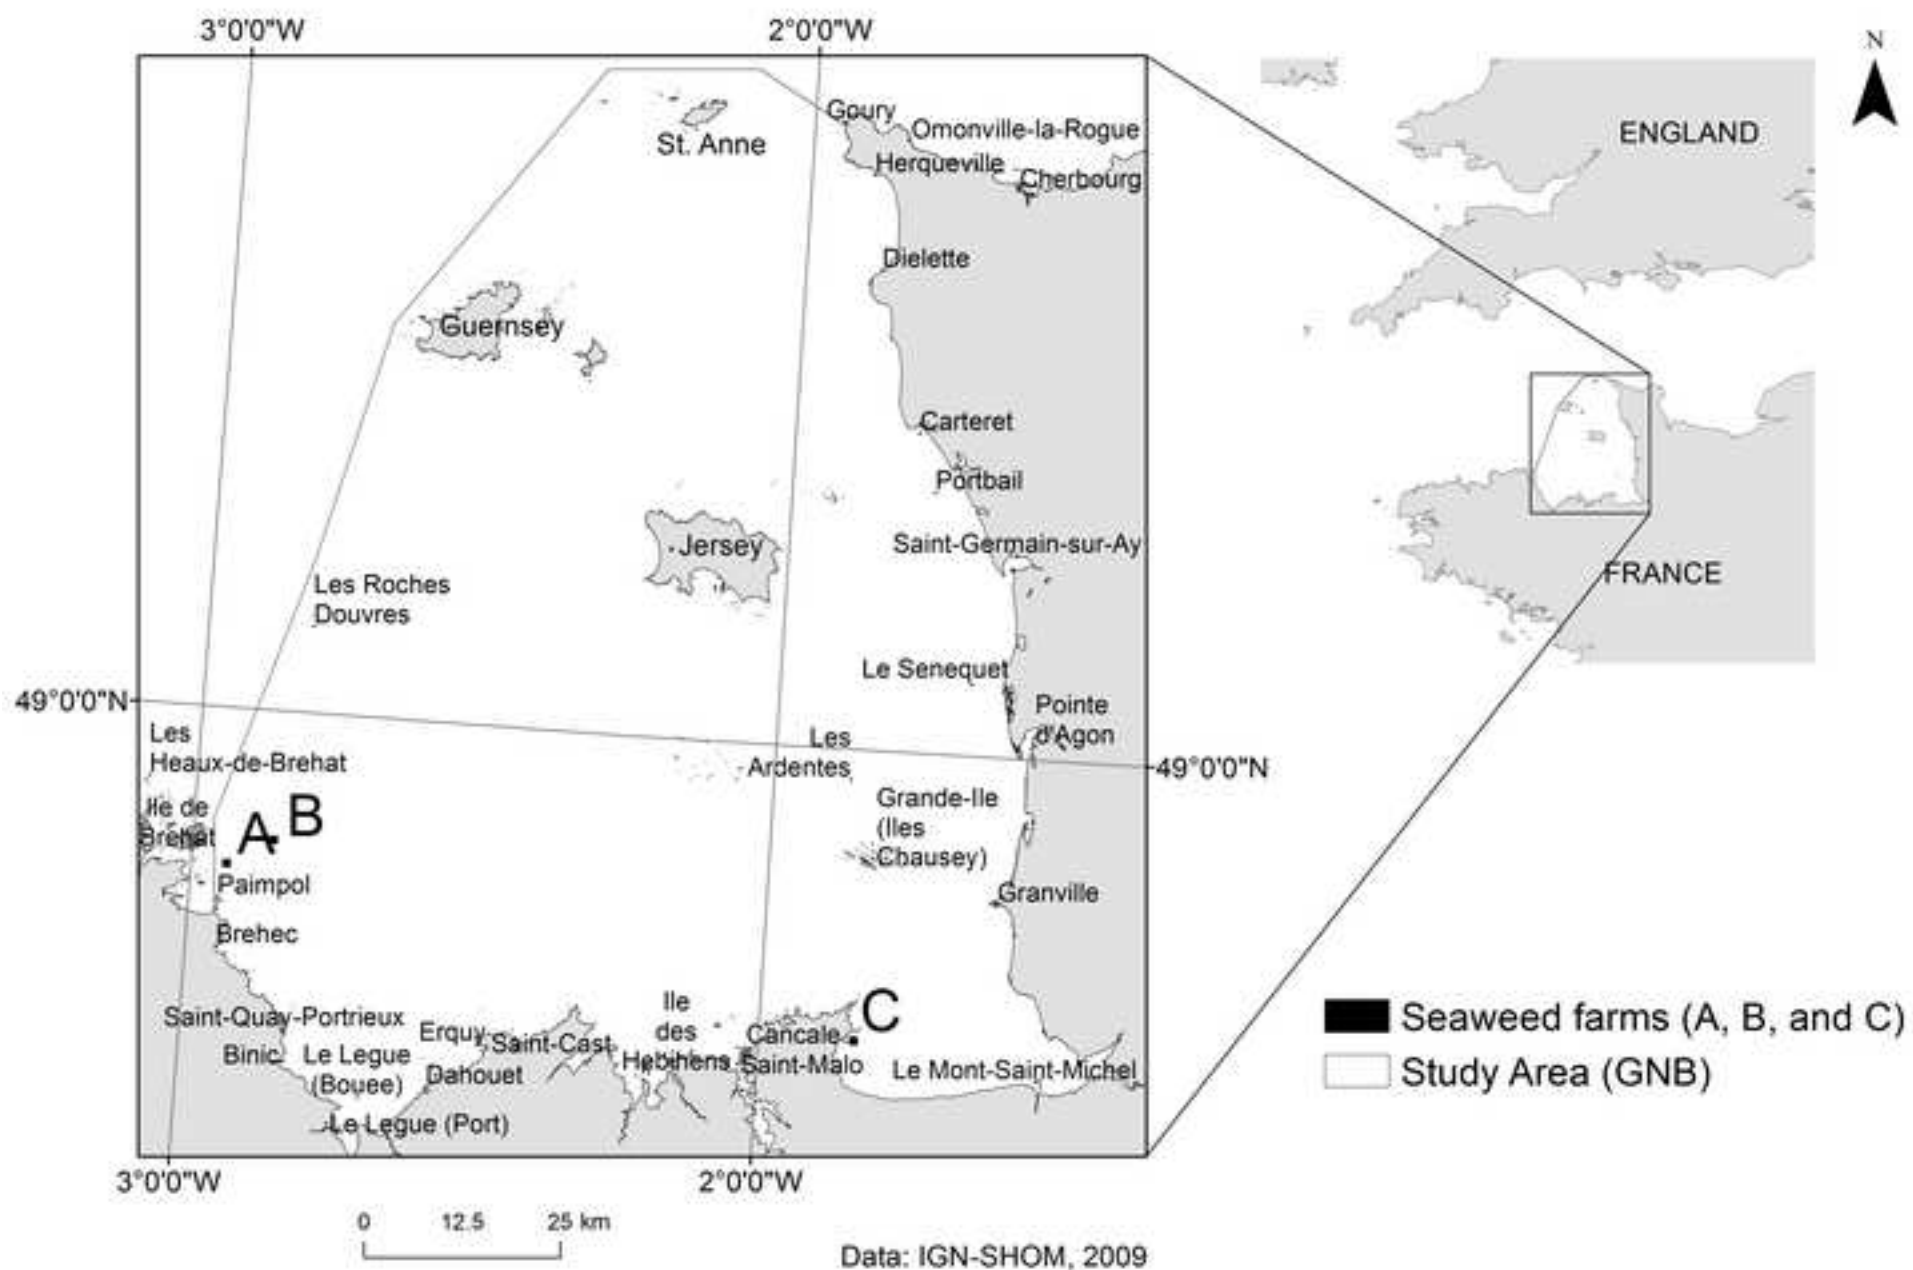 3°0'0"W
2°0'0"W
N
Goury
Omonville-la-Rogue
St. Anne
Herqueville
Cherbourg
ENGLAND
Dielette
Guernsey
Carteret
Portbail
Jersey
Saint-Germain-sur-Ay
FRANCE
Les Roches
Douvres
Le Senequet
49°0'0"N
Pointe
d'Agon
Les
Heaux-de-Brehat
Les
Ardentes
49°0'0"N
Grande-Ile
(Iles
Chausey)
Ile de
Brehat
A
B
Paimpol
Granville
Brehec
Saint-Quay-Portrieux
Erquy
Saint-Cast
Ile
des
Hebihens
Cancale
C
Saint-Malo
Le Mont-Saint-Michel
Binic
Le Legue
(Bouee)
Dahouet
Le Legue (Port)
Seaweed farms (A, B, and C)
Study Area (GNB)
3°0'0"W
2°0'0"W
0 12.5 25 km
Data: IGN-SHOM, 2009